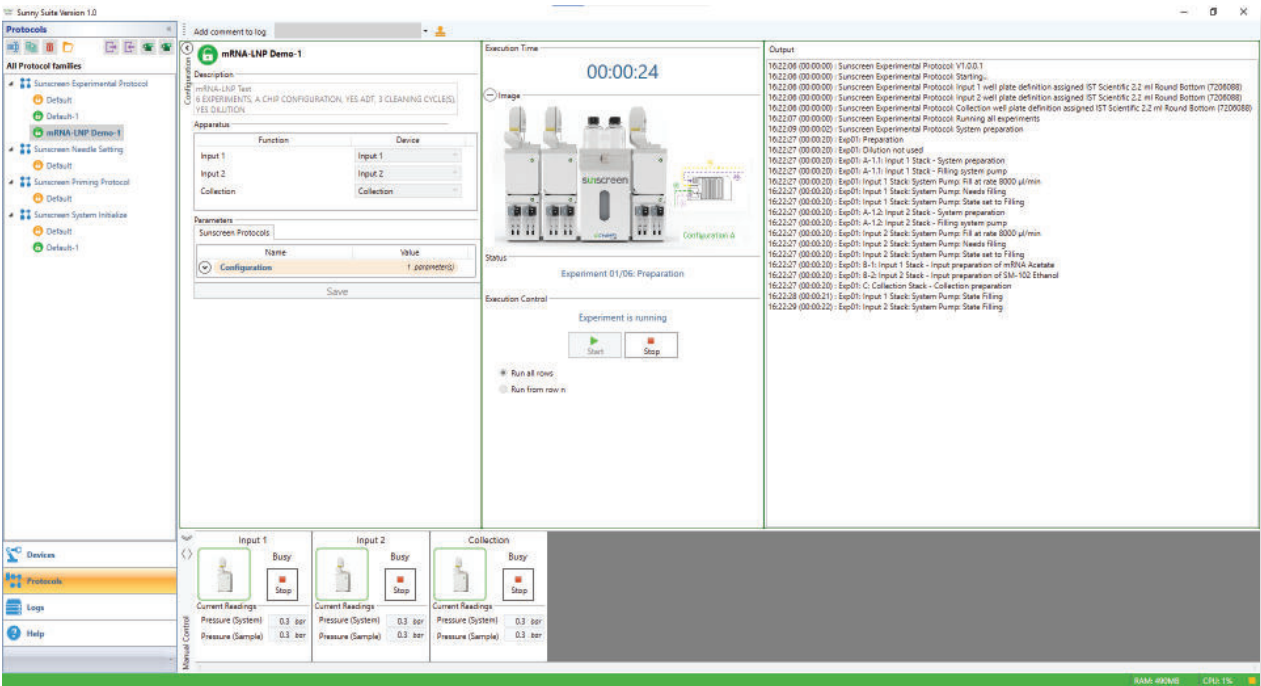 Sunny Suite Version 1.0
Protocols
All Protocol families
Sunscreen Experimental Protocol
Default
Default-1
mRNA-LNP Demo-1
Sunscreen Needle Setting
Default
Sunscreen Priming Protocol
Default
Sunscreen System Initialize
Default
Default-1
Devices
Protocols
Logs
Help
Add comment to log
Configuration
mRNA-LNP Demo-1
Description
mRNA-LNP Test
6 EXPERIMENTS, A CHIP CONFIGURATION, YES ADT, 3 CLEANING CYCLE(S),
YES DILUTION
Apparatus
Function Device
Input 1 Input 1
Input 2 Input 2
Collection Collection
Parameters
Sunscreen Protocols
Name Value
Configuration 1 parameter(s)
Save
Execution Time
00:00:24
Image
sunscreen
Configuration A
Status
Experiment 01/06: Preparation
Execution Control
Experiment is running
Start Stop
Run all rows
Run from row n
Output
16:22:06 (00:00:00) : Sunscreen Experimental Protocol: V1.0.0.1
16:22:06 (00:00:00) : Sunscreen Experimental Protocol: Starting...
16:22:06 (00:00:00) : Sunscreen Experimental Protocol: Input 1 well plate definition assigned IST Scientific 2.2 ml Round Bottom (7206088)
16:22:06 (00:00:00) : Sunscreen Experimental Protocol: Input 2 well plate definition assigned IST Scientific 2.2 ml Round Bottom (7206088)
16:22:06 (00:00:00) : Sunscreen Experimental Protocol: Collection well plate definition assigned IST Scientific 2.2 ml Round Bottom (7206088)
16:22:07 (00:00:00) : Sunscreen Experimental Protocol: Running all experiments
16:22:09 (00:00:02) : Sunscreen Experimental Protocol: System preparation
16:22:27 (00:00:20) : Exp01: Preparation
16:22:27 (00:00:20) : Exp01: Dilution not used
16:22:27 (00:00:20) : Exp01: A-1.1: Input 1 Stack - System preparation
16:22:27 (00:00:20) : Exp01: A-1.1: Input 1 Stack - Filling system pump
16:22:27 (00:00:20) : Exp01: Input 1 Stack: System Pump: Fill at rate 8000 µl/min
16:22:27 (00:00:20) : Exp01: Input 1 Stack: System Pump: Needs filling
16:22:27 (00:00:20) : Exp01: Input 1 Stack: System Pump: State set to Filling
16:22:27 (00:00:20) : Exp01: A-1.2: Input 2 Stack - System preparation
16:22:27 (00:00:20) : Exp01: A-1.2: Input 2 Stack - Filling system pump
16:22:27 (00:00:20) : Exp01: Input 2 Stack: System Pump: Fill at rate 8000 µl/min
16:22:27 (00:00:20) : Exp01: Input 2 Stack: System Pump: Needs filling
16:22:27 (00:00:20) : Exp01: Input 2 Stack: System Pump: State set to Filling
16:22:27 (00:00:20) : Exp01: B-1: Input 1 Stack - Input preparation of mRNA Acetate
16:22:27 (00:00:20) : Exp01: B-2: Input 2 Stack - Input preparation of SM-102 Ethanol
16:22:27 (00:00:20) : Exp01: C: Collection Stack - Collection preparation
16:22:28 (00:00:21) : Exp01: Input 1 Stack: System Pump: State Filling
16:22:29 (00:00:22) : Exp01: Input 2 Stack: System Pump: State Filling
Manual Control
Input 1
Busy
Stop
Current Readings
Pressure (System) 0.3 bar
Pressure (Sample) 0.3 bar
Input 2
Busy
Stop
Current Readings
Pressure (System) 0.3 bar
Pressure (Sample) 0.3 bar
Collection
Busy
Stop
Current Readings
Pressure (System) 0.3 bar
Pressure (Sample) 0.3 bar
RAM: 490MB CPU: 1%